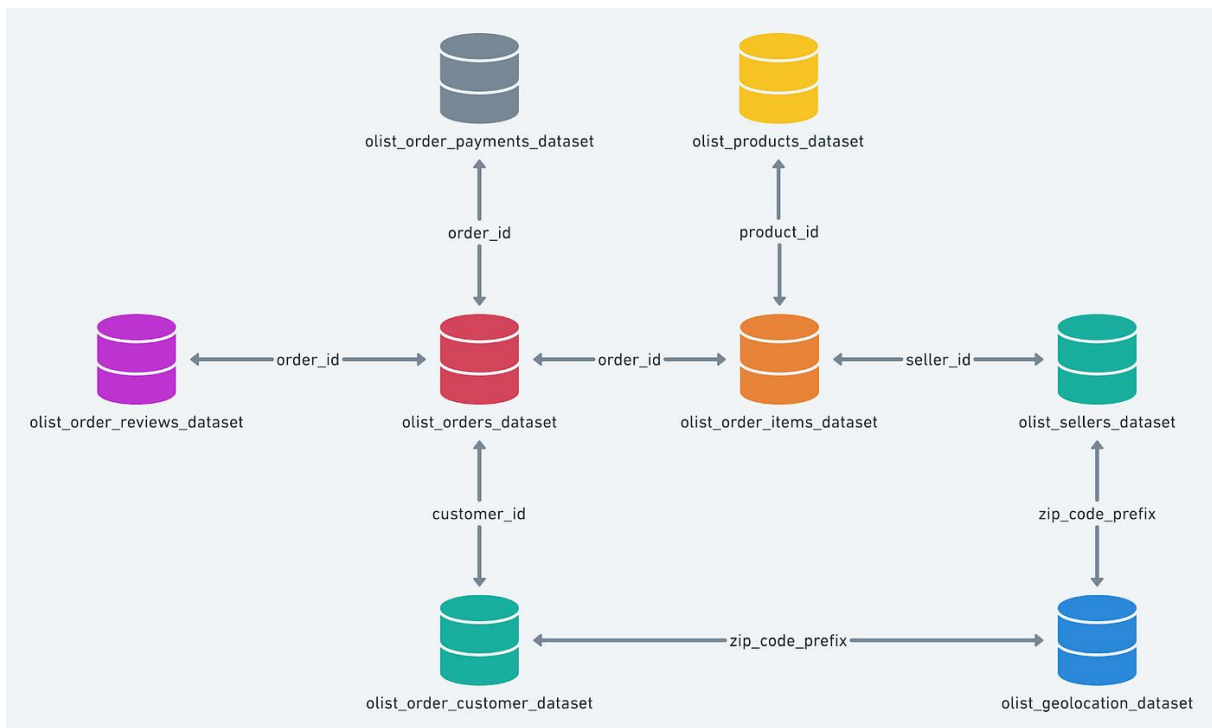 olist_order_payments_dataset
olist_products_dataset
order_id
product_id
order_id
order_id
seller_id
olist_order_reviews_dataset
olist_orders_dataset
olist_order_items_dataset
olist_sellers_dataset
customer_id
zip_code_prefix
zip_code_prefix
olist_order_customer_dataset
olist_geolocation_dataset